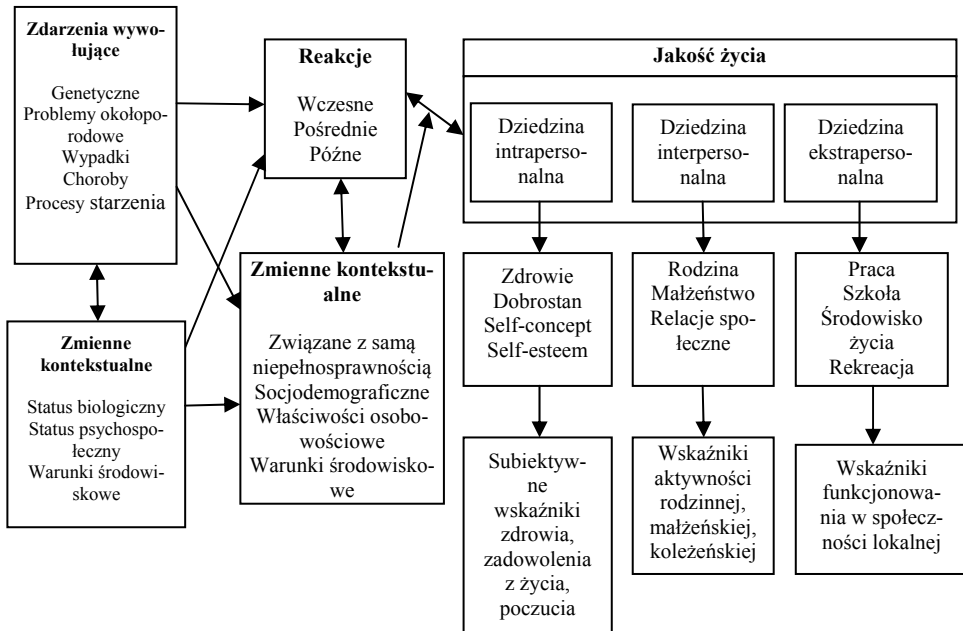 Zdarzenia wywo-
łujące
Genetyczne
Problemy okołopo-
rodowe
Wypadki
Choroby
Procesy starzenia
Zmienne
kontekstualne
Status biologiczny
Status psychospo-
łeczny
Warunki środowi-
skowe
Reakcje
Wczesne
Pośrednie
Późne
Zmienne kontekstu-
alne
Związane z samą
niepełnosprawnością
Socjodemograficzne
Właściwości osobo-
wościowe
Warunki środowisko-
we
Jakość życia
Dziedzina
intraperso-
nalna
Dziedzina
interperso-
nalna
Dziedzina
ekstraperso-
nalna
Zdrowie
Dobrostan
Self-concept
Self-esteem
Rodzina
Małżeństwo
Relacje spo-
łeczne
Praca
Szkoła
Środowisko
życia
Rekreacja
Subiektyw-
ne
wskaźniki
zdrowia,
zadowolenia
z życia,
poczucia
Wskaźniki
aktywności
rodzinnej,
małżeńskiej,
koleżeńskiej
Wskaźniki
funkcjonowa-
nia w społecz-
ności lokalnej